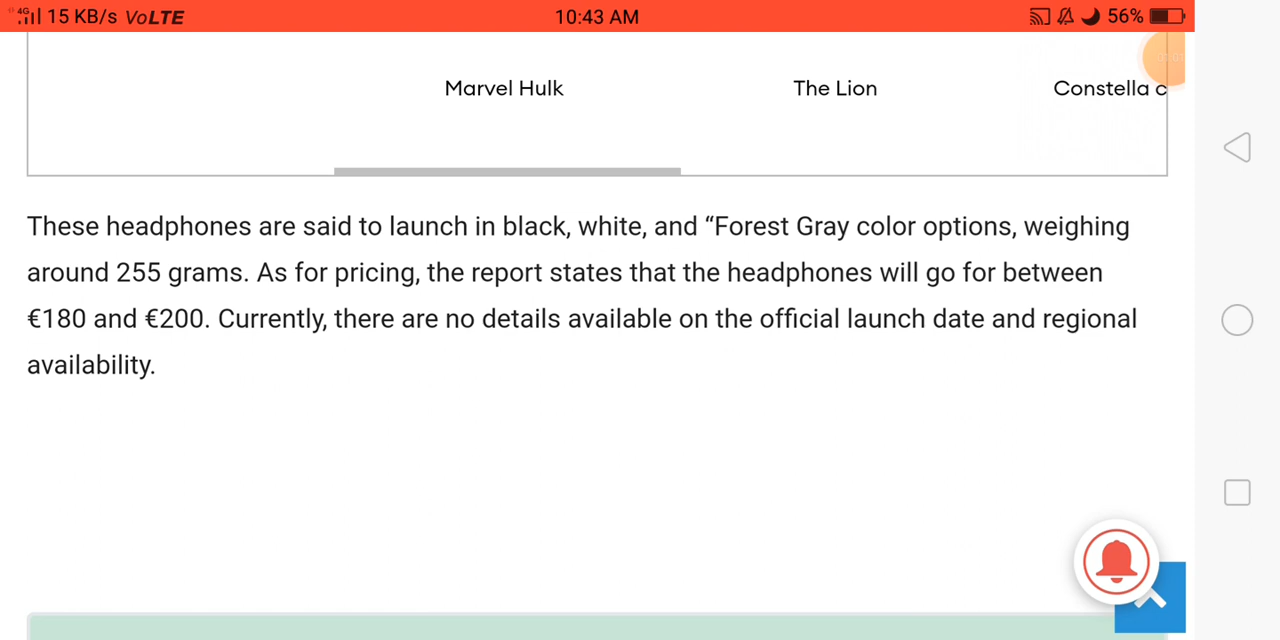 4G 15 KB/s VoLTE 10:43 AM 56%
Marvel Hulk The Lion Constella c
These headphones are said to launch in black, white, and “Forest Gray color options, weighing
around 255 grams. As for pricing, the report states that the headphones will go for between
€180 and €200. Currently, there are no details available on the official launch date and regional
availability.